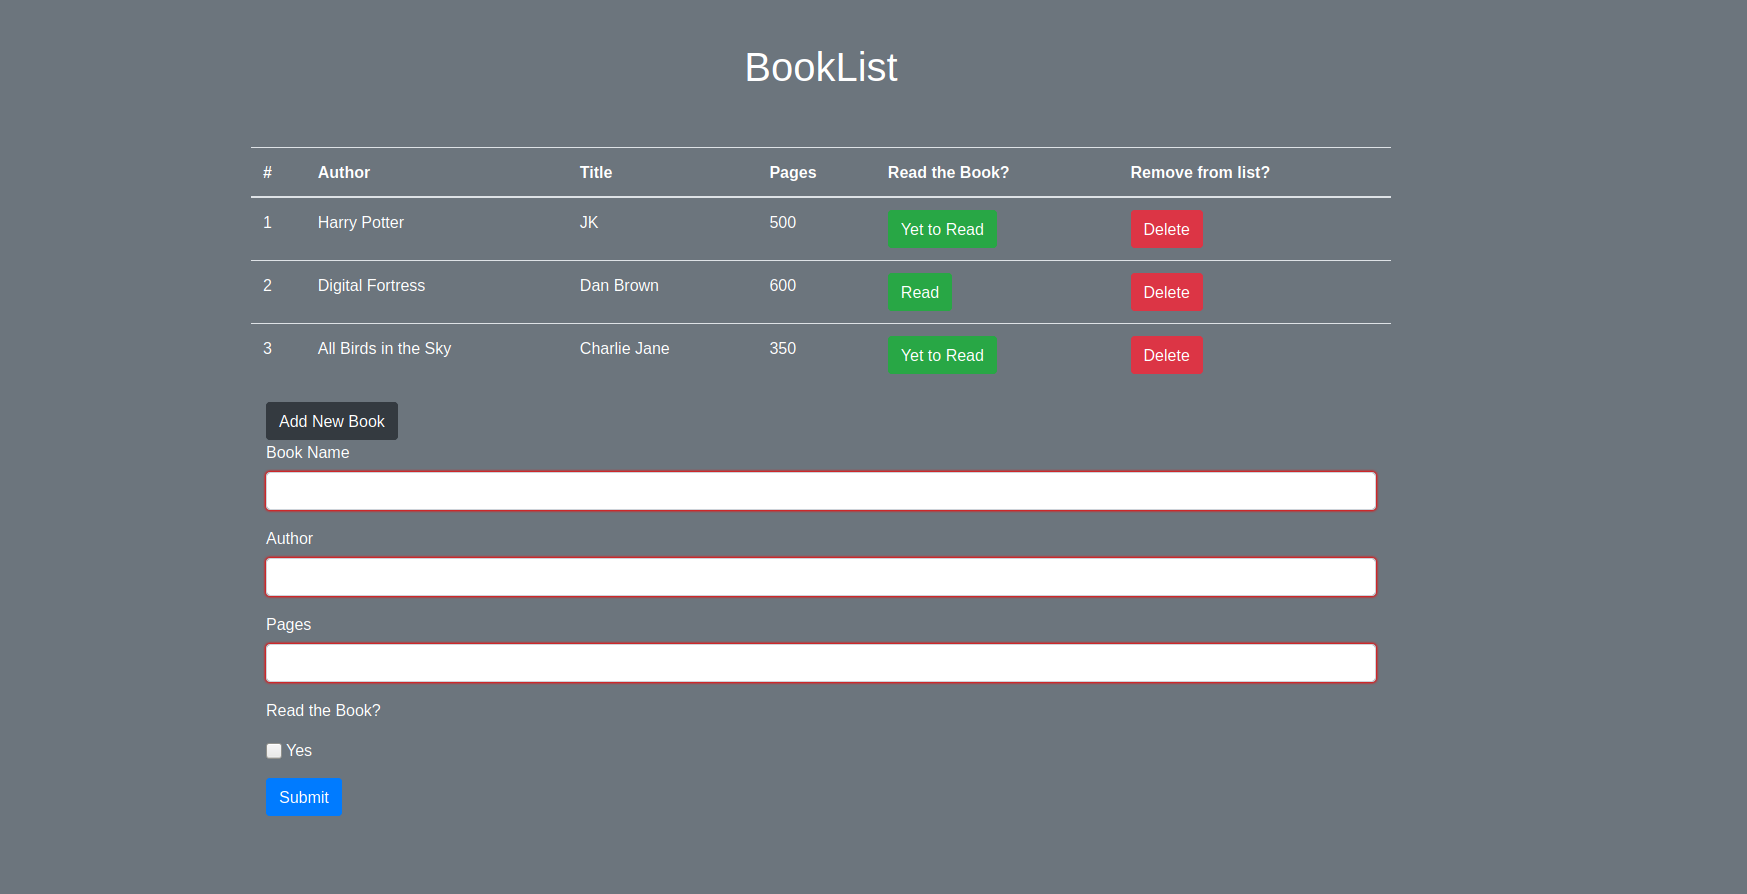 BookList
# Author Title Pages Read the Book? Remove from list?
1 Harry Potter JK 500 Yet to Read Delete
2 Digital Fortress Dan Brown 600 Read Delete
3 All Birds in the Sky Charlie Jane 350 Yet to Read Delete
Add New Book
Book Name
Author
Pages
Read the Book?
Yes
Submit